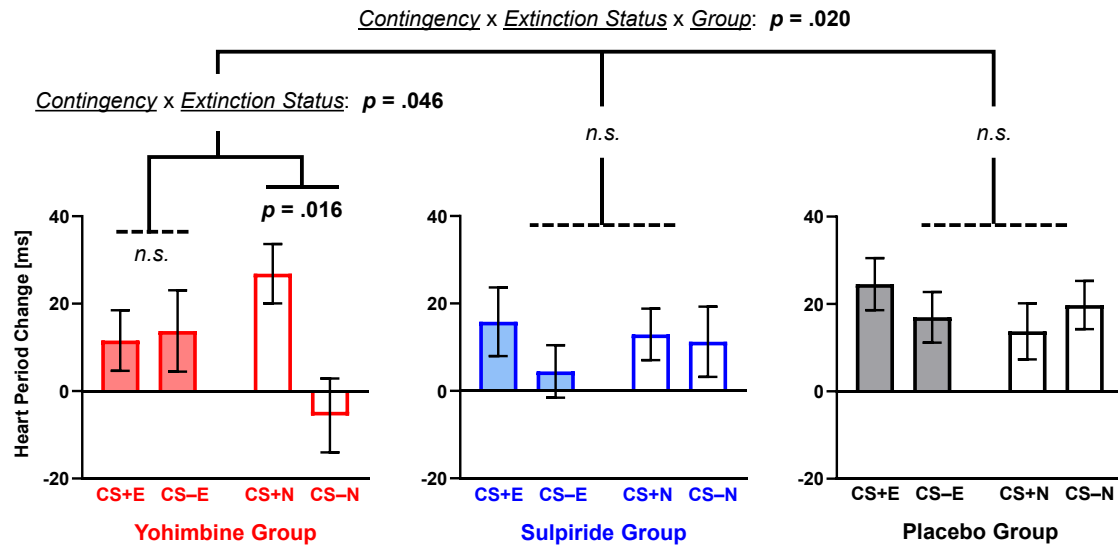 Contingency x Extinction Status x Group: p = .020
Contingency x Extinction Status: p = .046
n.s.
n.s.
p = .016
n.s.
Heart Period Change [ms]
40
20
0
-20
CS+E CS–E CS+N CS–N
Yohimbine Group
40
20
0
-20
CS+E CS–E CS+N CS–N
Sulpiride Group
40
20
0
-20
CS+E CS–E CS+N CS–N
Placebo Group